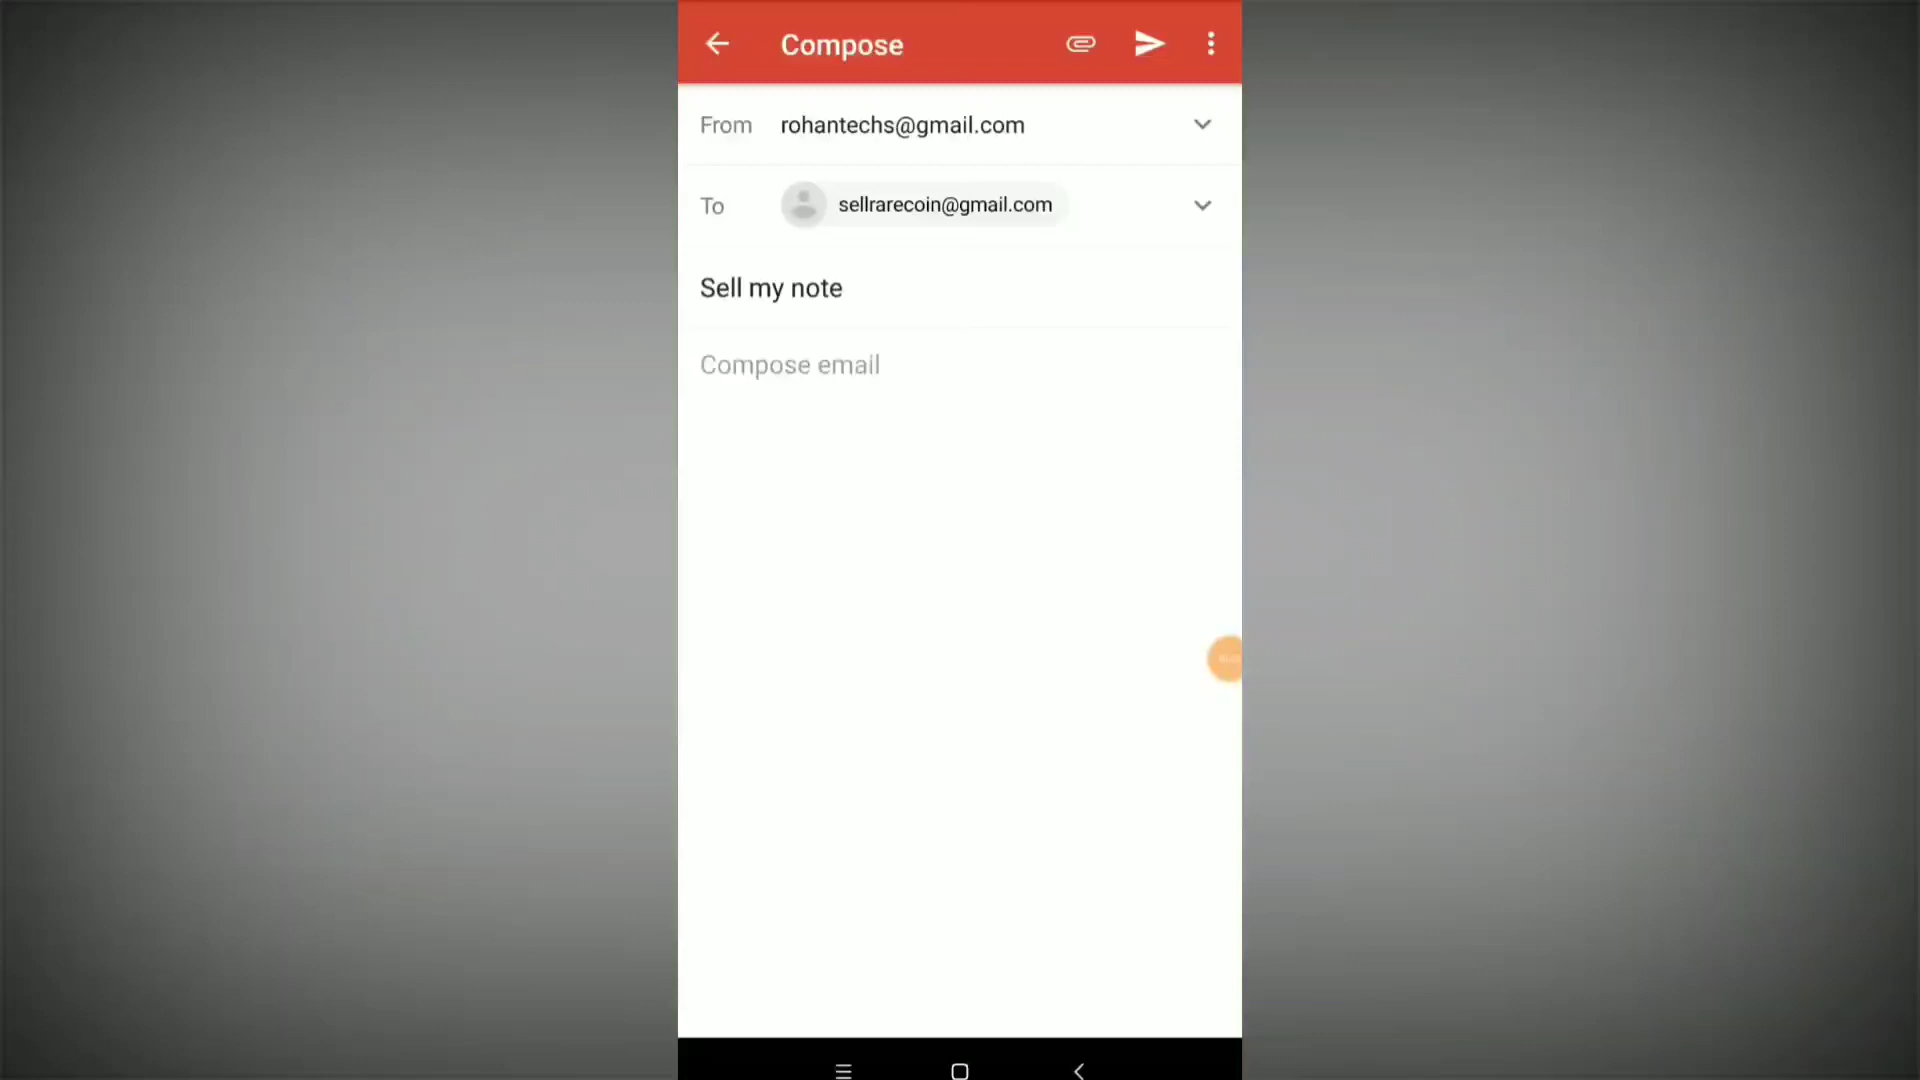 Compose
From rohantechs@gmail.com
To sellrarecoin@gmail.com
Sell my note
Compose email